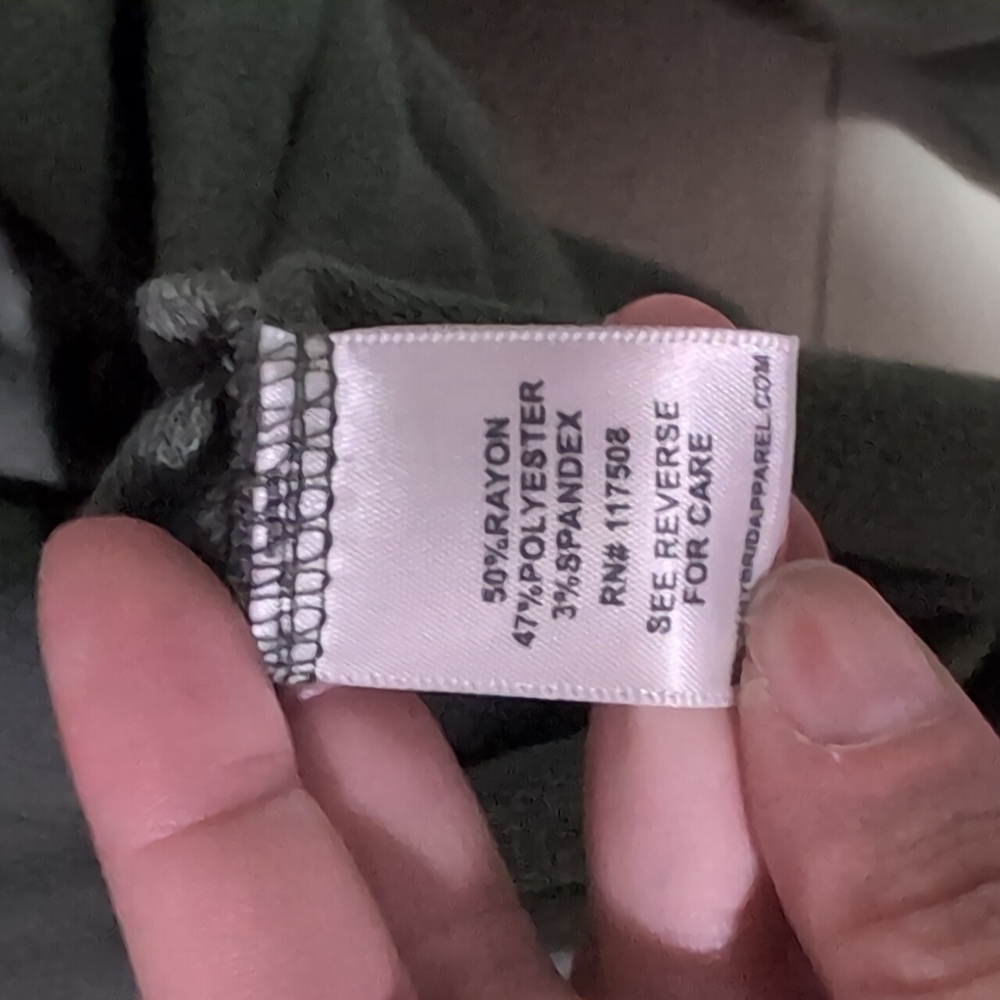 50%RAYON
47%POLYESTER
3%SPANDEX
RN# 117508
SEE REVERSE
FOR CARE